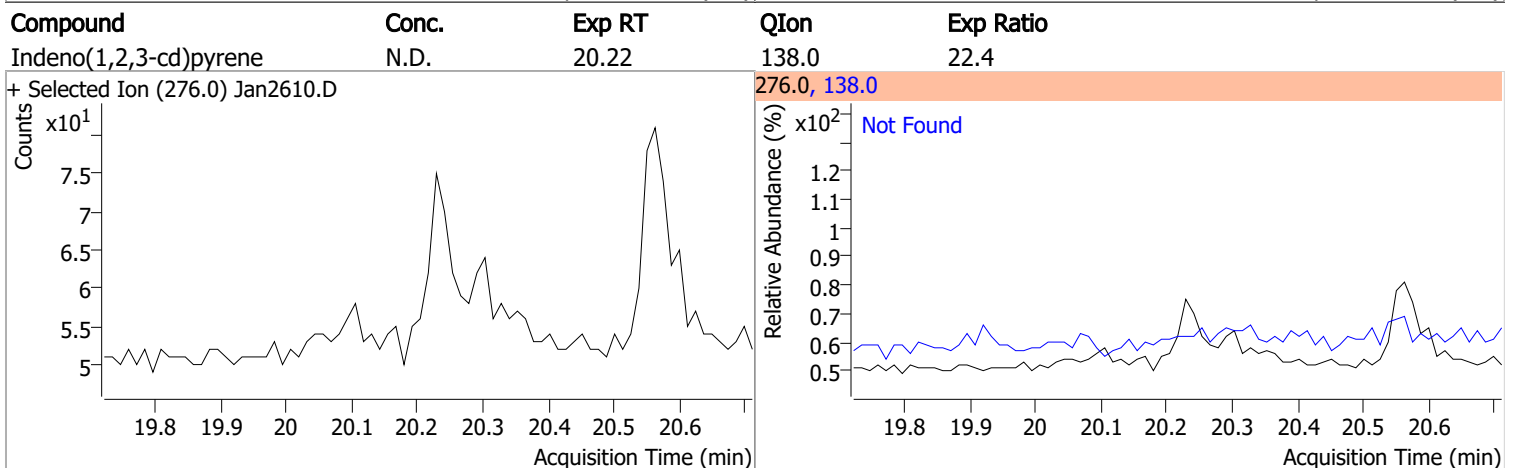 Compound Conc. Exp RT QIon Exp Ratio
Indeno(1,2,3-cd)pyrene N.D. 20.22 138.0 22.4
+ Selected Ion (276.0) Jan2610.D
Counts
x10¹
7.5
7
6.5
6
5.5
5
19.8 19.9 20 20.1 20.2 20.3 20.4 20.5 20.6
Acquisition Time (min)
276.0, 138.0
Relative Abundance (%)
x10²
Not Found
1.2
1.1
1
0.9
0.8
0.7
0.6
0.5
19.8 19.9 20 20.1 20.2 20.3 20.4 20.5 20.6
Acquisition Time (min)